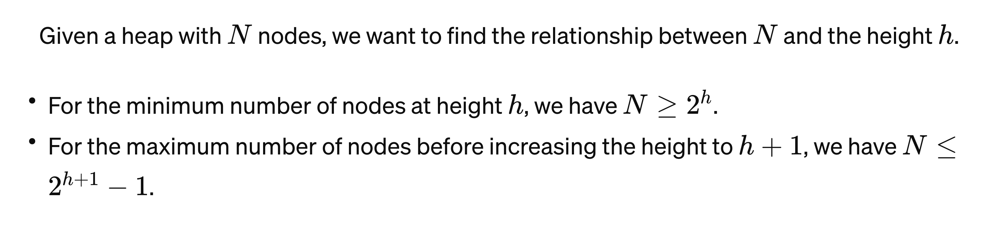 Given a heap with N nodes, we want to find the relationship between N and the height h.
• For the minimum number of nodes at height h, we have N ≥ 2^h.
• For the maximum number of nodes before increasing the height to h + 1, we have N ≤
2^{h+1} − 1.